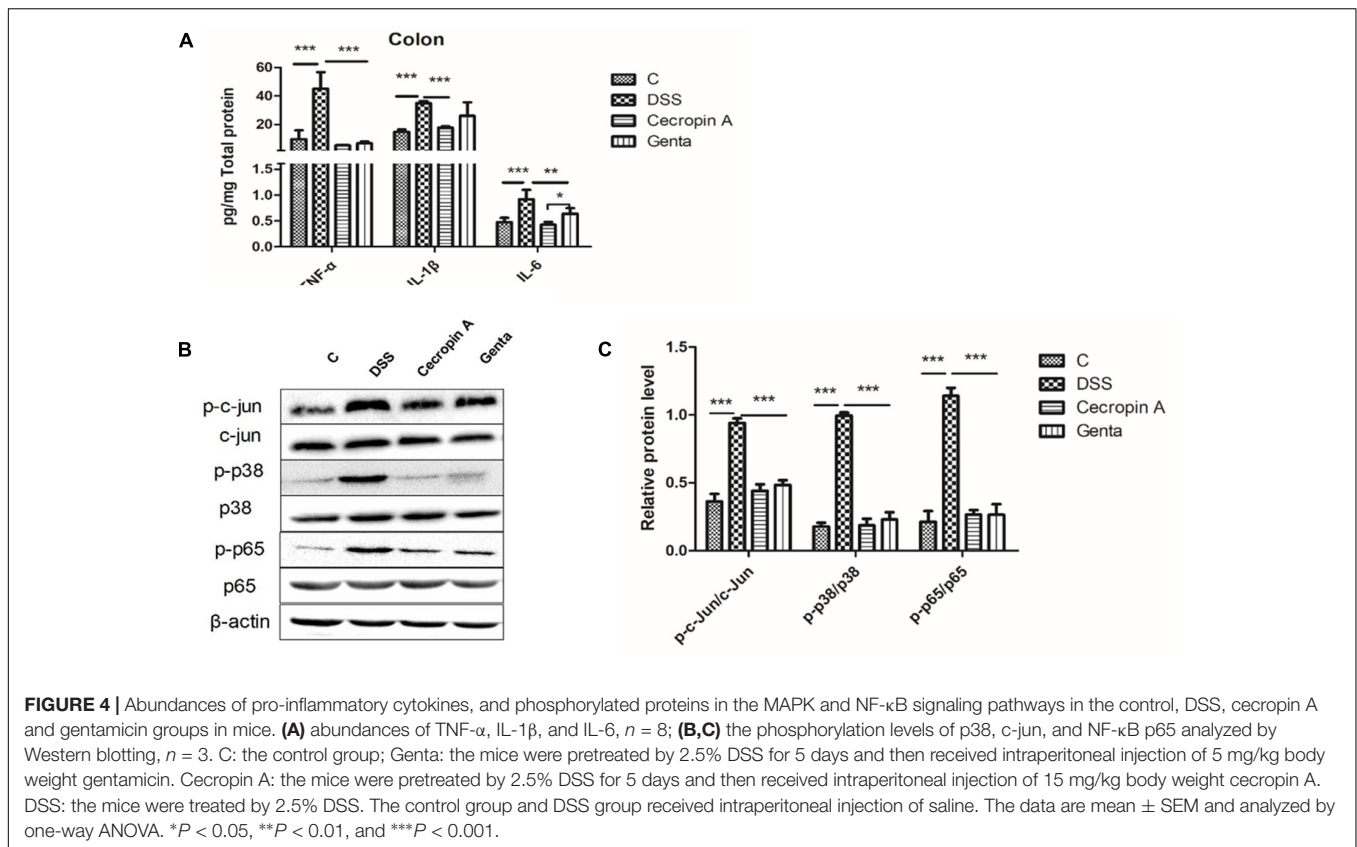 A
Colon
*** ***
*** ***
*** **
*
60
40
20
1.5
1.0
0.5
0.0
pg/mg Total protein
TNF-α IL-1β IL-6
C
DSS
Cecropin A
Genta
B
C DSS Cecropin A Genta
p-c-jun
c-jun
p-p38
p38
p-p65
p65
β-actin
C
1.5
1.0
0.5
0.0
Relative protein level
*** ***
*** ***
*** ***
p-c-Jun/c-Jun p-p38/p38 p-p65/p65
C
DSS
Cecropin A
Genta
FIGURE 4 | Abundances of pro-inflammatory cytokines, and phosphorylated proteins in the MAPK and NF-κB signaling pathways in the control, DSS, cecropin A
and gentamicin groups in mice. (A) abundances of TNF-α, IL-1β, and IL-6, n = 8; (B,C) the phosphorylation levels of p38, c-jun, and NF-κB p65 analyzed by
Western blotting, n = 3. C: the control group; Genta: the mice were pretreated by 2.5% DSS for 5 days and then received intraperitoneal injection of 5 mg/kg body
weight gentamicin. Cecropin A: the mice were pretreated by 2.5% DSS for 5 days and then received intraperitoneal injection of 15 mg/kg body weight cecropin A.
DSS: the mice were treated by 2.5% DSS. The control group and DSS group received intraperitoneal injection of saline. The data are mean ± SEM and analyzed by
one-way ANOVA. *P < 0.05, **P < 0.01, and ***P < 0.001.